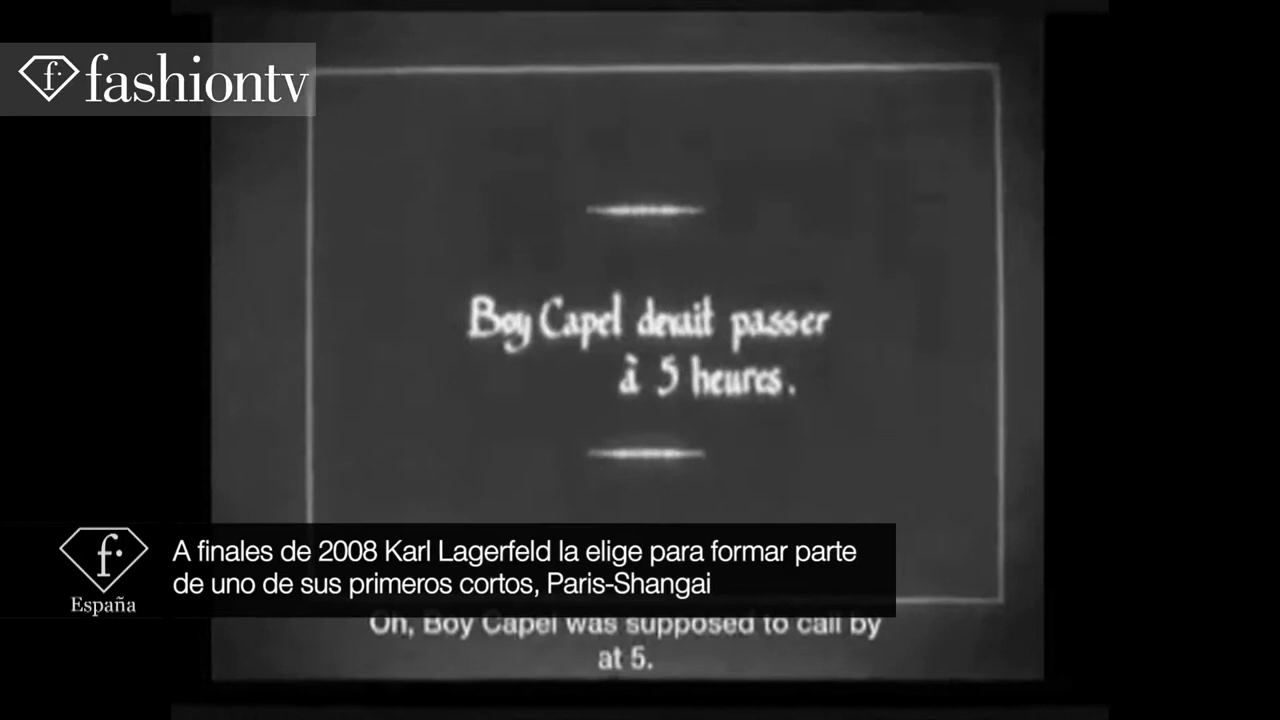 fashiontv
Boy Capel devait passer
à 5 heures.
f.
España
A finales de 2008 Karl Lagerfeld la elige para formar parte
de uno de sus primeros cortos, Paris-Shangai
Oh, Boy Capel was supposed to call by
at 5.